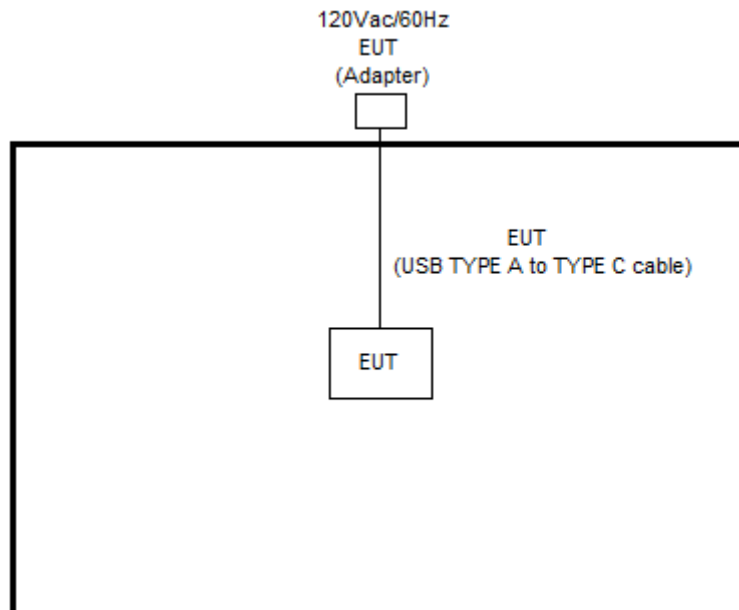 120Vac/60Hz
EUT
(Adapter)
EUT
(USB TYPE A to TYPE C cable)
EUT